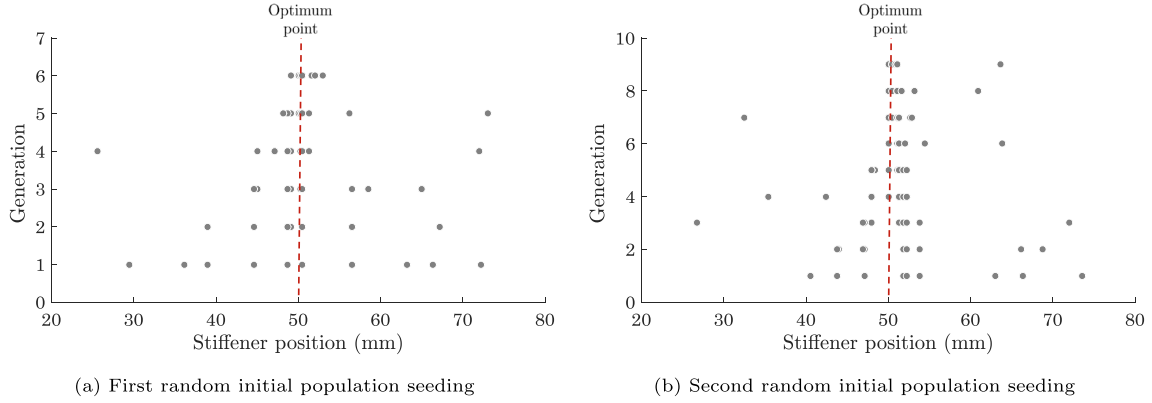 Optimum
point
7
6
5
4
3
2
1
0
20 30 40 50 60 70 80
Generation
Stiffener position (mm)
(a) First random initial population seeding
Optimum
point
10
8
6
4
2
0
20 30 40 50 60 70 80
Generation
Stiffener position (mm)
(b) Second random initial population seeding